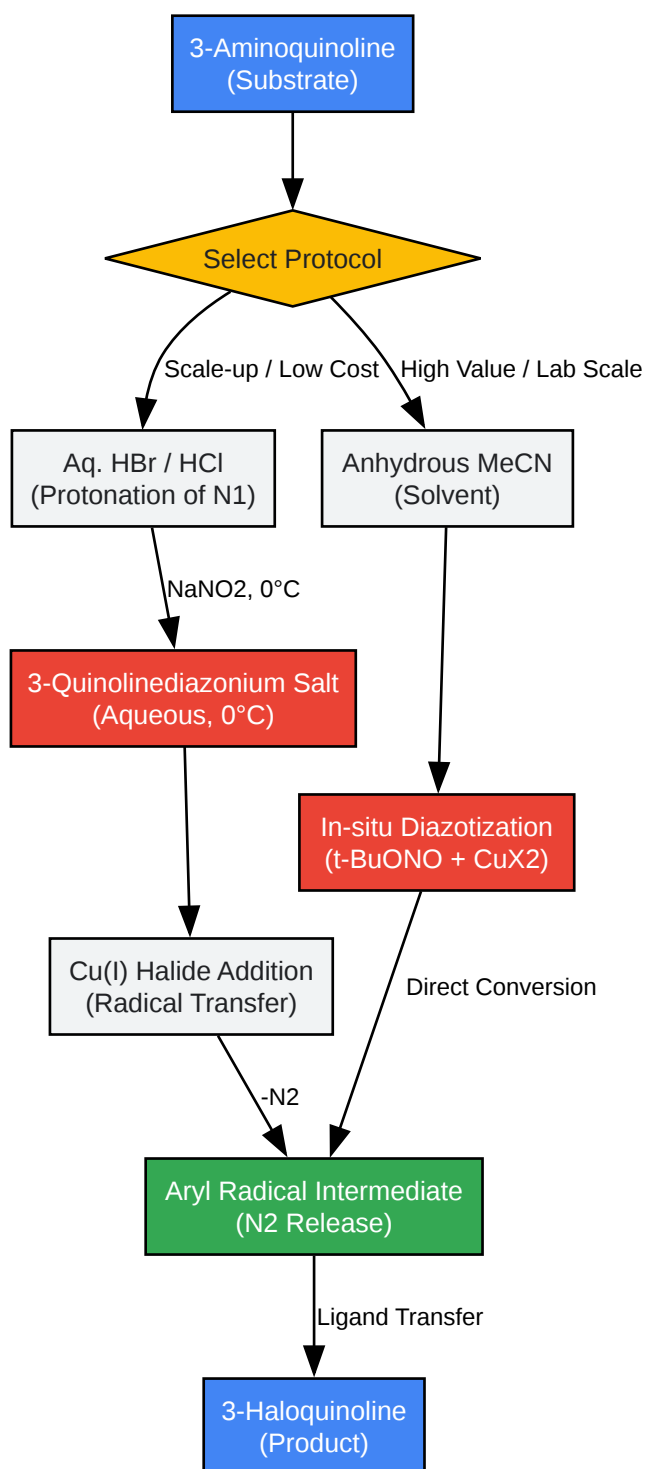 3-Aminoquinoline
(Substrate)
Select Protocol
Scale-up / Low Cost
High Value / Lab Scale
Aq. HBr / HCl
(Protonation of N1)
Anhydrous MeCN
(Solvent)
NaNO2, 0°C
3-Quinolinediazonium Salt
(Aqueous, 0°C)
In-situ Diazotization
(t-BuONO + CuX2)
Cu(I) Halide Addition
(Radical Transfer)
Direct Conversion
-N2
Aryl Radical Intermediate
(N2 Release)
Ligand Transfer
3-Haloquinoline
(Product)